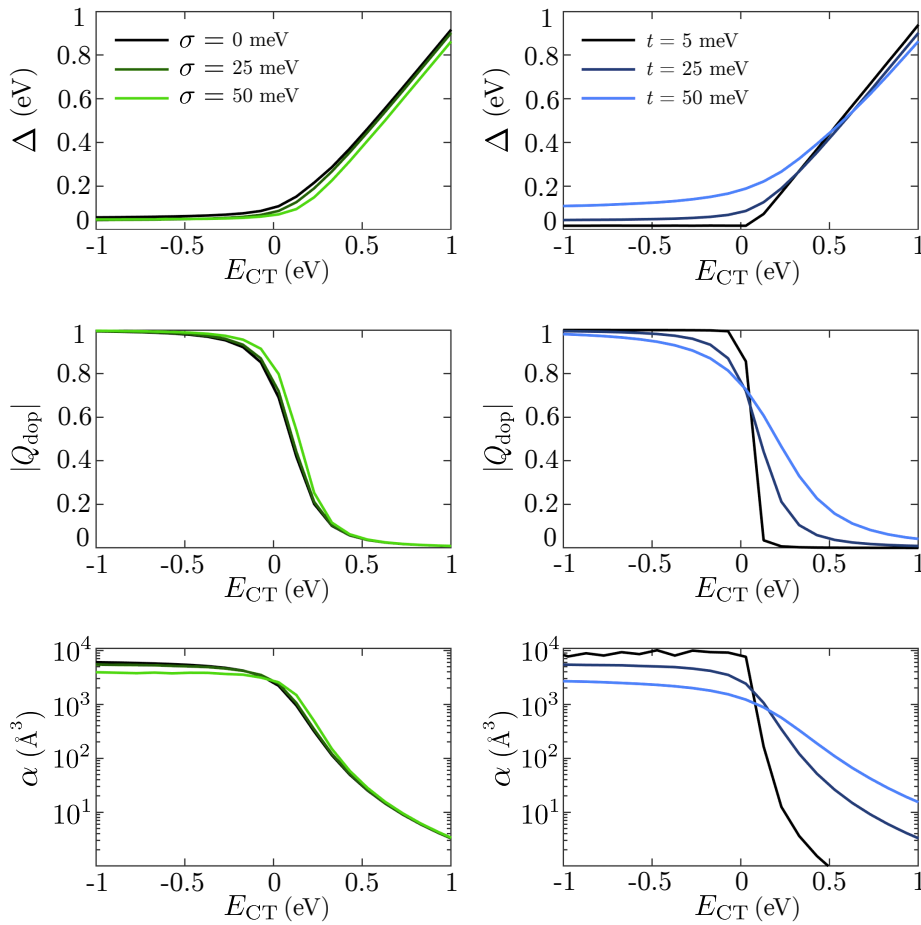 1
0.8
0.6
0.4
0.2
0
Δ (eV)
σ = 0 meV
σ = 25 meV
σ = 50 meV
-1 -0.5 0 0.5 1
E_CT (eV)
1
0.8
0.6
0.4
0.2
0
Δ (eV)
t = 5 meV
t = 25 meV
t = 50 meV
-1 -0.5 0 0.5 1
E_CT (eV)
1
0.8
0.6
0.4
0.2
0
|Q_dop|
-1 -0.5 0 0.5 1
E_CT (eV)
1
0.8
0.6
0.4
0.2
0
|Q_dop|
-1 -0.5 0 0.5 1
E_CT (eV)
10^4
10^3
10^2
10^1
α (Å^3)
-1 -0.5 0 0.5 1
E_CT (eV)
10^4
10^3
10^2
10^1
α (Å^3)
-1 -0.5 0 0.5 1
E_CT (eV)